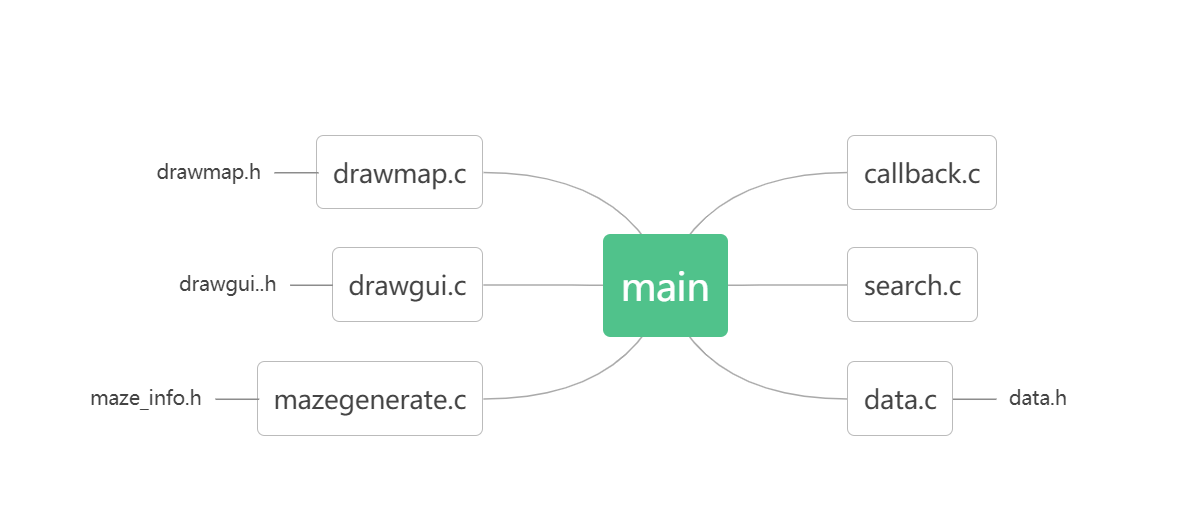 drawmap.h
drawmap.c
callback.c
drawgui..h
drawgui.c
main
search.c
maze_info.h
mazegenerate.c
data.c
data.h